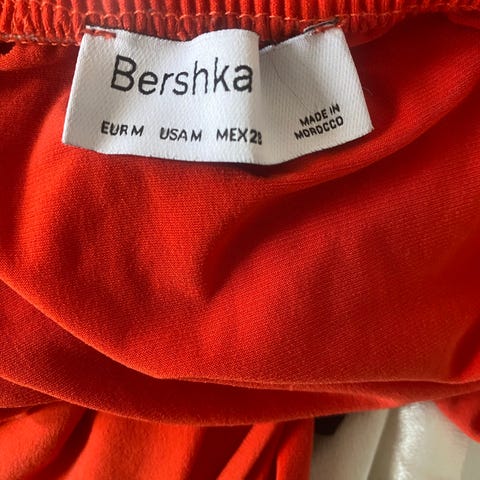 Bershka
EUR M USA M MEX 28
MADE IN
MOROCCO